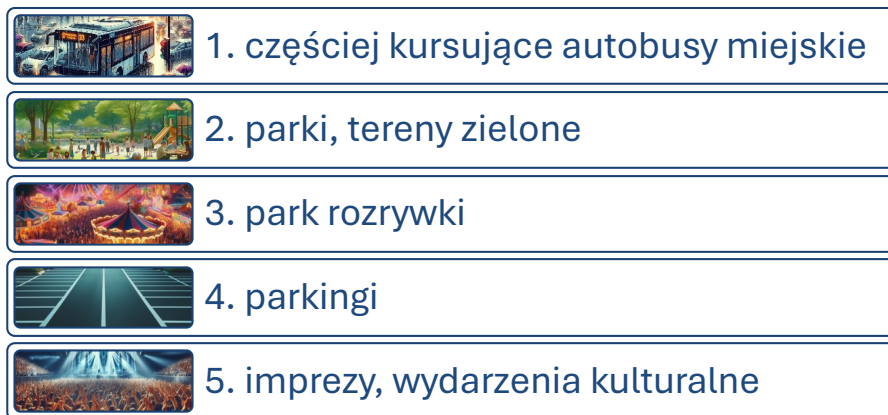 1. częściej kursujące autobusy miejskie
2. parki, tereny zielone
3. park rozrywki
4. parkingi
5. imprezy, wydarzenia kulturalne